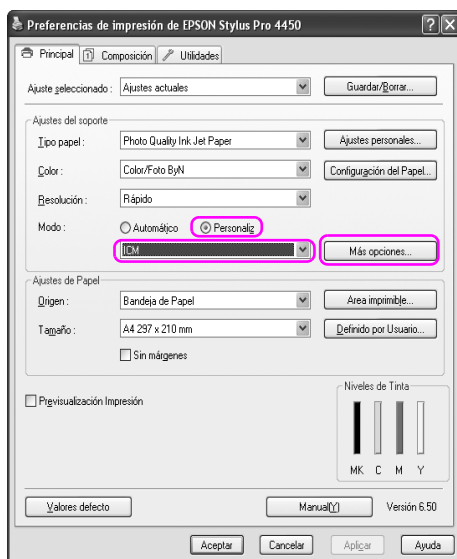 Preferencias de impresión de EPSON Stylus Pro 4450
Principal Composición Utilidades
Ajuste seleccionado : Ajustes actuales Guardar/Borrar...
Ajustes del soporte
Tipo papel : Photo Quality Ink Jet Paper Ajustes personales...
Color : Color/Foto ByN Configuración del Papel...
Resolución : Rápido
Modo : Automático Personaliz
ICM Más opciones...
Ajustes de Papel
Origen : Bandeja de Papel Area imprimible...
Tamaño : A4 297 x 210 mm Definido por Usuario...
Sin márgenes
Previsualización Impresión
Niveles de Tinta
MK C M Y
Valores defecto Manual(Y) Versión 6.50
Aceptar Cancelar Aplicar Ayuda